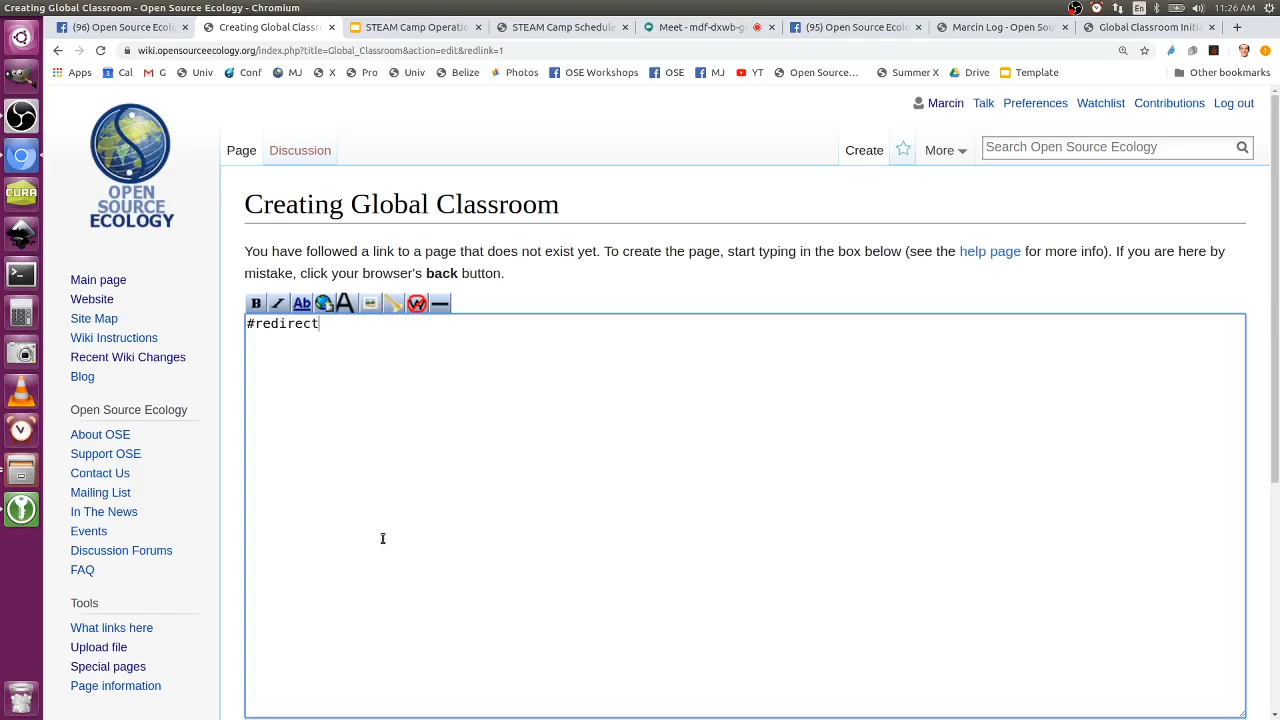 Creating Global Classroom - Open Source Ecology - Chromium
En
11:26 AM
(96) Open Source Ecolo
Creating Global Classro
STEAM Camp Operation
STEAM Camp Schedule
Meet - mdf-dxwb-g
(95) Open Source Ecolo
Marcin Log - Open Sou
Global Classroom Initia
wiki.opensourceecology.org/index.php?title=Global_Classroom&action=edit&redlink=1
Apps
Cal
G
Univ
Conf
MJ
X
Pro
Univ
Belize
Photos
OSE Workshops
OSE
MJ
YT
Open Source…
Summer X
Drive
Template
Other bookmarks
Marcin
Talk
Preferences
Watchlist
Contributions
Log out
OPEN
SOURCE
ECOLOGY
Page
Discussion
Create
More
Search Open Source Ecology
CURA
Creating Global Classroom
You have followed a link to a page that does not exist yet. To create the page, start typing in the box below (see the help page for more info). If you are here by
mistake, click your browser's back button.
B
I
Ab
A
W
#redirect
Main page
Website
Site Map
Wiki Instructions
Recent Wiki Changes
Blog
Open Source Ecology
About OSE
Support OSE
Contact Us
Mailing List
In The News
Events
Discussion Forums
FAQ
Tools
What links here
Upload file
Special pages
Page information